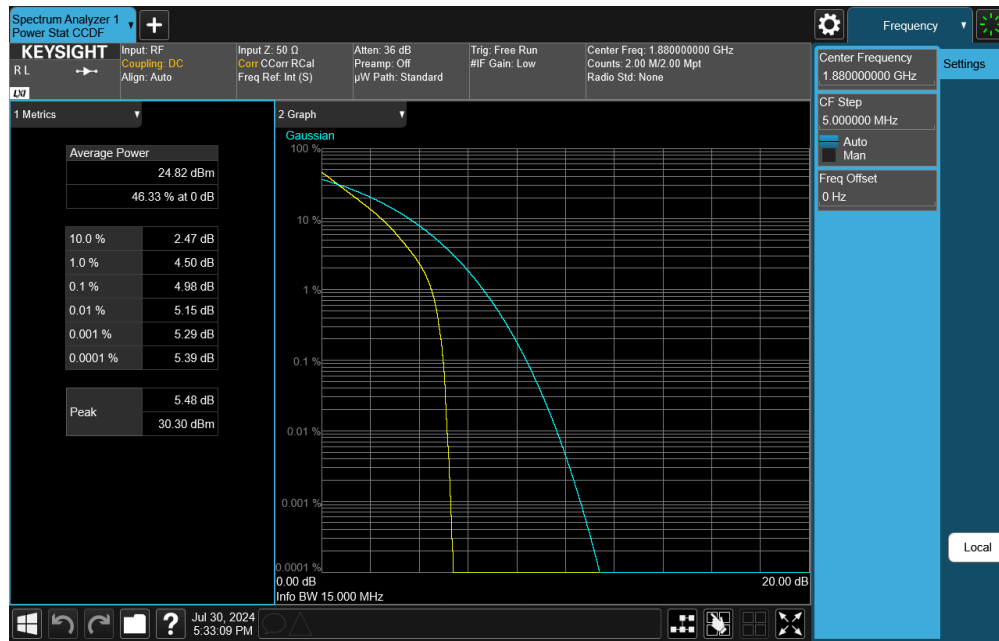 Spectrum Analyzer 1
Power Stat CCDF
Frequency
KEYSIGHT
R L
LXI
Input: RF
Coupling: DC
Align: Auto
Input Z: 50 Ω
Corr CCorr RCal
Freq Ref: Int (S)
Atten: 36 dB
Preamp: Off
µW Path: Standard
Trig: Free Run
#IF Gain: Low
Center Freq: 1.880000000 GHz
Counts: 2.00 M/2.00 Mpt
Radio Std: None
Center Frequency
1.880000000 GHz
Settings
CF Step
5.000000 MHz
Auto
Man
Freq Offset
0 Hz
1 Metrics
Average Power
24.82 dBm
46.33 % at 0 dB
10.0 % 2.47 dB
1.0 % 4.50 dB
0.1 % 4.98 dB
0.01 % 5.15 dB
0.001 % 5.29 dB
0.0001 % 5.39 dB
Peak
5.48 dB
30.30 dBm
2 Graph
Gaussian
100 %
10 %
1 %
0.1 %
0.01 %
0.001 %
0.0001 %
0.00 dB 20.00 dB
Info BW 15.000 MHz
Local
? Jul 30, 2024
5:33:09 PM